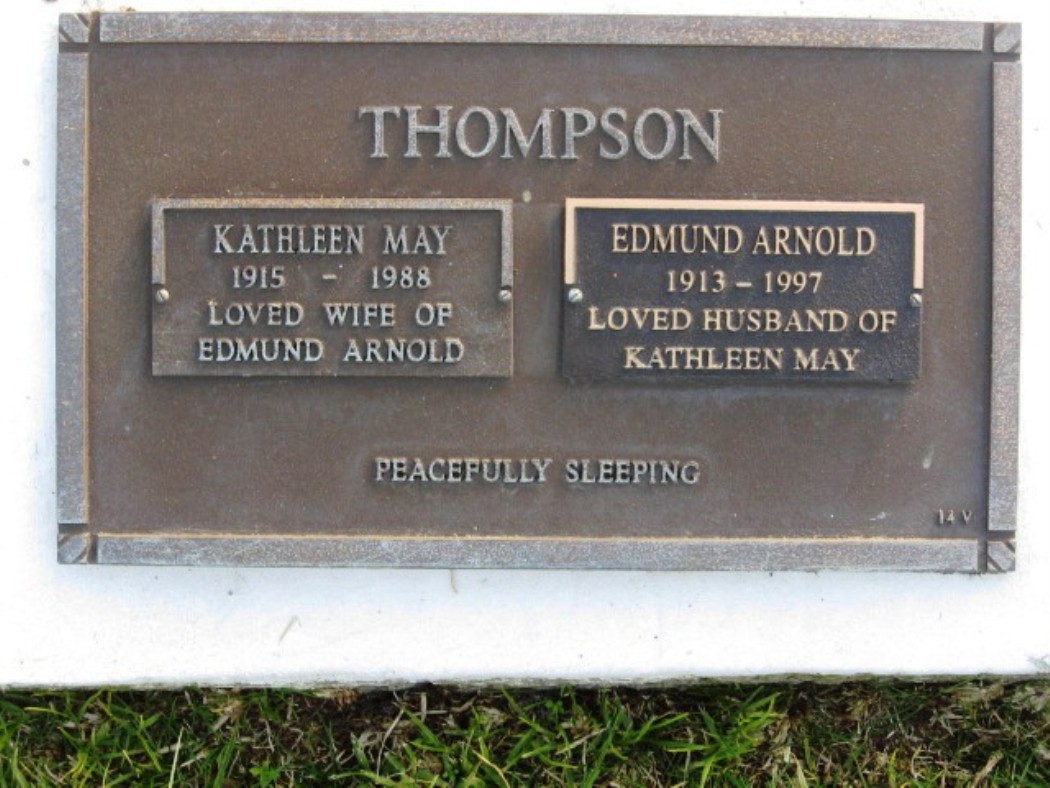 THOMPSON
KATHLEEN MAY
1915 - 1988
LOVED WIFE OF
EDMUND ARNOLD
EDMUND ARNOLD
1913 - 1997
LOVED HUSBAND OF
KATHLEEN MAY
PEACEFULLY SLEEPING
14 V